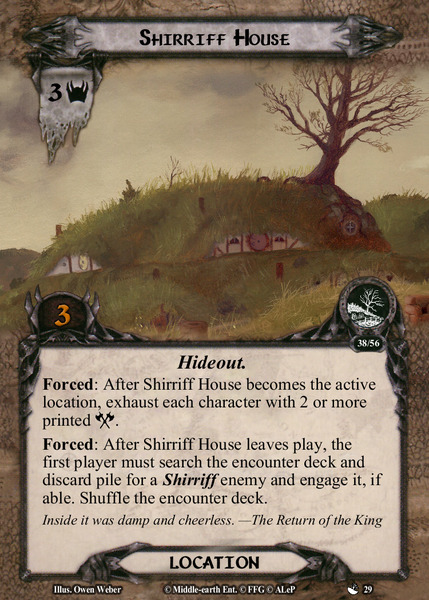 Shirriff House
3
3
38/56
Hideout.
Forced: After Shirriff House becomes the active
location, exhaust each character with 2 or more
printed .
Forced: After Shirriff House leaves play, the
first player must search the encounter deck and
discard pile for a Shirriff enemy and engage it, if
able. Shuffle the encounter deck.
Inside it was damp and cheerless. —The Return of the King
LOCATION
Illus. Owen Weber © Middle-earth Ent. © FFG © ALeP 29